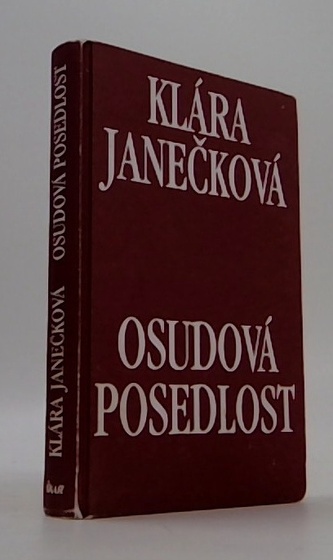 KLÁRA
JANEČKOVÁ
OSUDOVÁ
POSEDLOST
KLÁRA JANEČKOVÁ OSUDOVÁ POSEDLOST